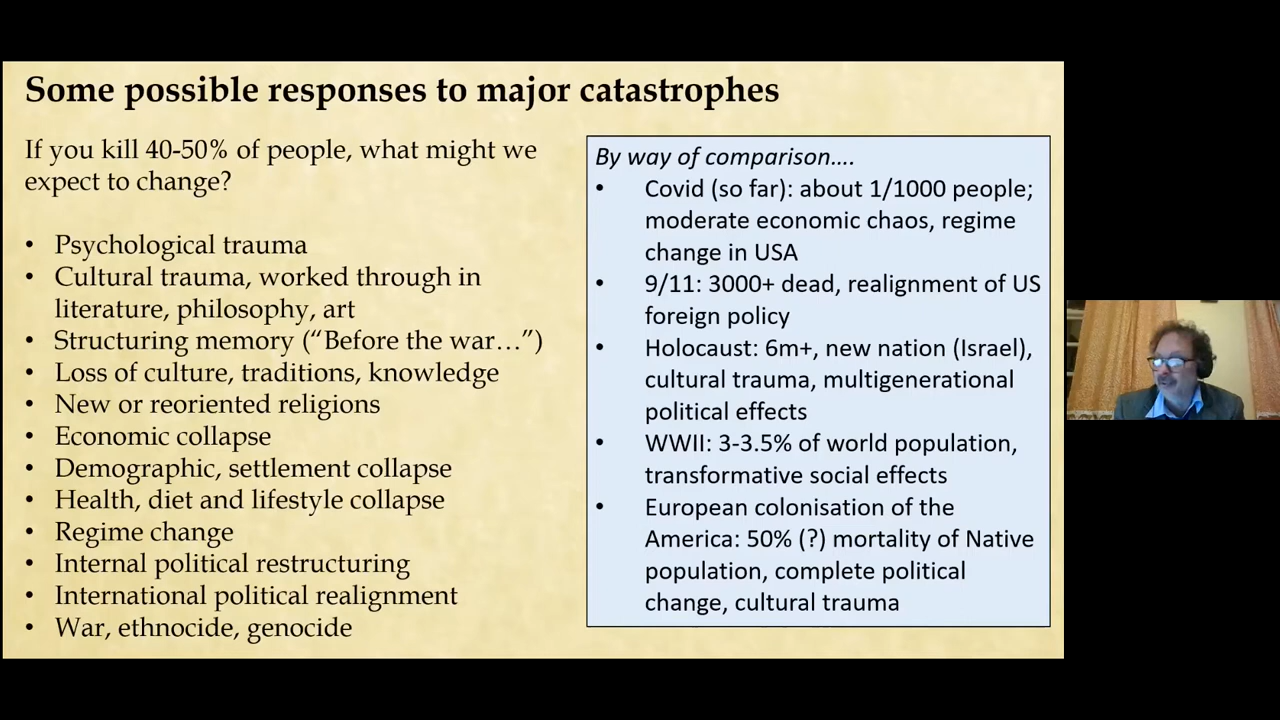 Some possible responses to major catastrophes
If you kill 40-50% of people, what might we
expect to change?
• Psychological trauma
• Cultural trauma, worked through in
literature, philosophy, art
• Structuring memory (“Before the war…”)
• Loss of culture, traditions, knowledge
• New or reoriented religions
• Economic collapse
• Demographic, settlement collapse
• Health, diet and lifestyle collapse
• Regime change
• Internal political restructuring
• International political realignment
• War, ethnocide, genocide
By way of comparison….
• Covid (so far): about 1/1000 people;
moderate economic chaos, regime
change in USA
• 9/11: 3000+ dead, realignment of US
foreign policy
• Holocaust: 6m+, new nation (Israel),
cultural trauma, multigenerational
political effects
• WWII: 3-3.5% of world population,
transformative social effects
• European colonisation of the
America: 50% (?) mortality of Native
population, complete political
change, cultural trauma